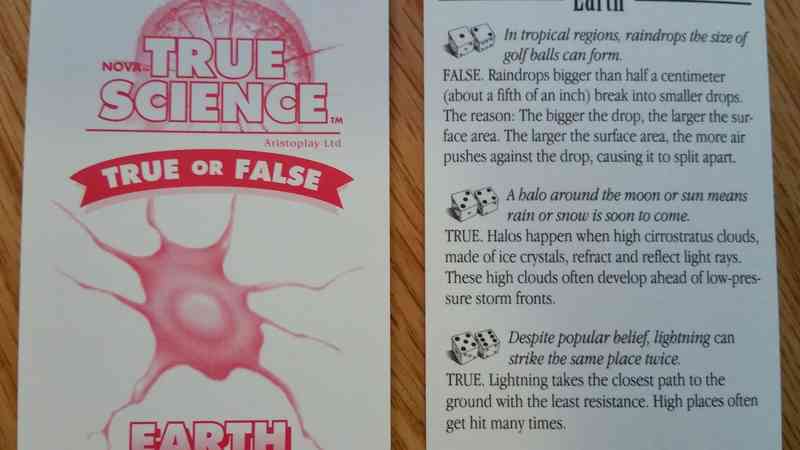 NOVA™ TRUE
SCIENCE™
Aristoplay Ltd
TRUE OR FALSE
EARTH
Earth
In tropical regions, raindrops the size of
golf balls can form.
FALSE. Raindrops bigger than half a centimeter
(about a fifth of an inch) break into smaller drops.
The reason: The bigger the drop, the larger the sur-
face area. The larger the surface area, the more air
pushes against the drop, causing it to split apart.
A halo around the moon or sun means
rain or snow is soon to come.
TRUE. Halos happen when high cirrostratus clouds,
made of ice crystals, refract and reflect light rays.
These high clouds often develop ahead of low-pres-
sure storm fronts.
Despite popular belief, lightning can
strike the same place twice.
TRUE. Lightning takes the closest path to the
ground with the least resistance. High places often
get hit many times.